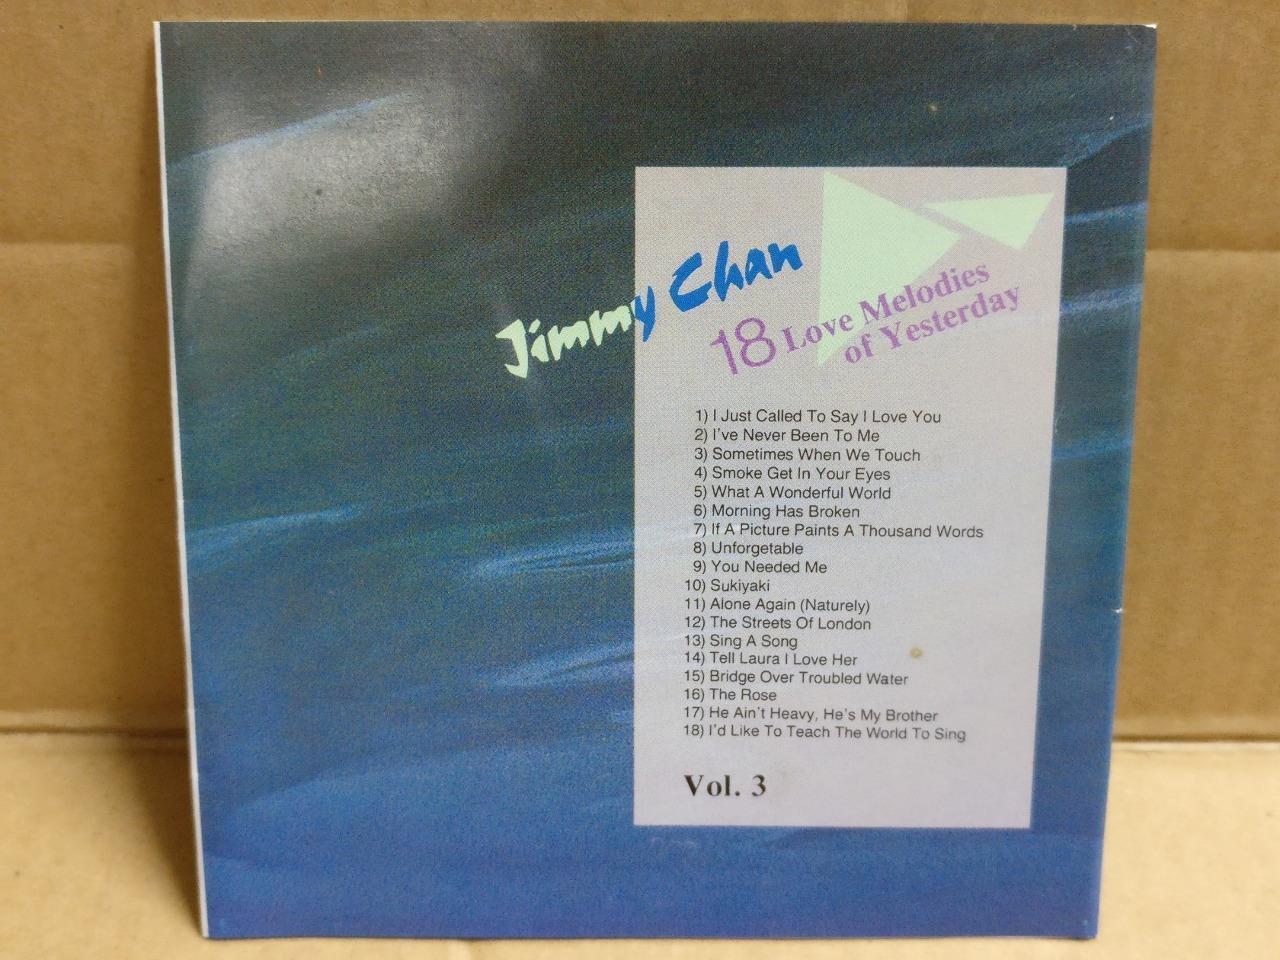 Jimmy Chan
18 Love Melodies
of Yesterday
1) I Just Called To Say I Love You
2) I've Never Been To Me
3) Sometimes When We Touch
4) Smoke Get In Your Eyes
5) What A Wonderful World
6) Morning Has Broken
7) If A Picture Paints A Thousand Words
8) Unforgetable
9) You Needed Me
10) Sukiyaki
11) Alone Again (Naturely)
12) The Streets Of London
13) Sing A Song
14) Tell Laura I Love Her
15) Bridge Over Troubled Water
16) The Rose
17) He Ain't Heavy, He's My Brother
18) I'd Like To Teach The World To Sing
Vol. 3